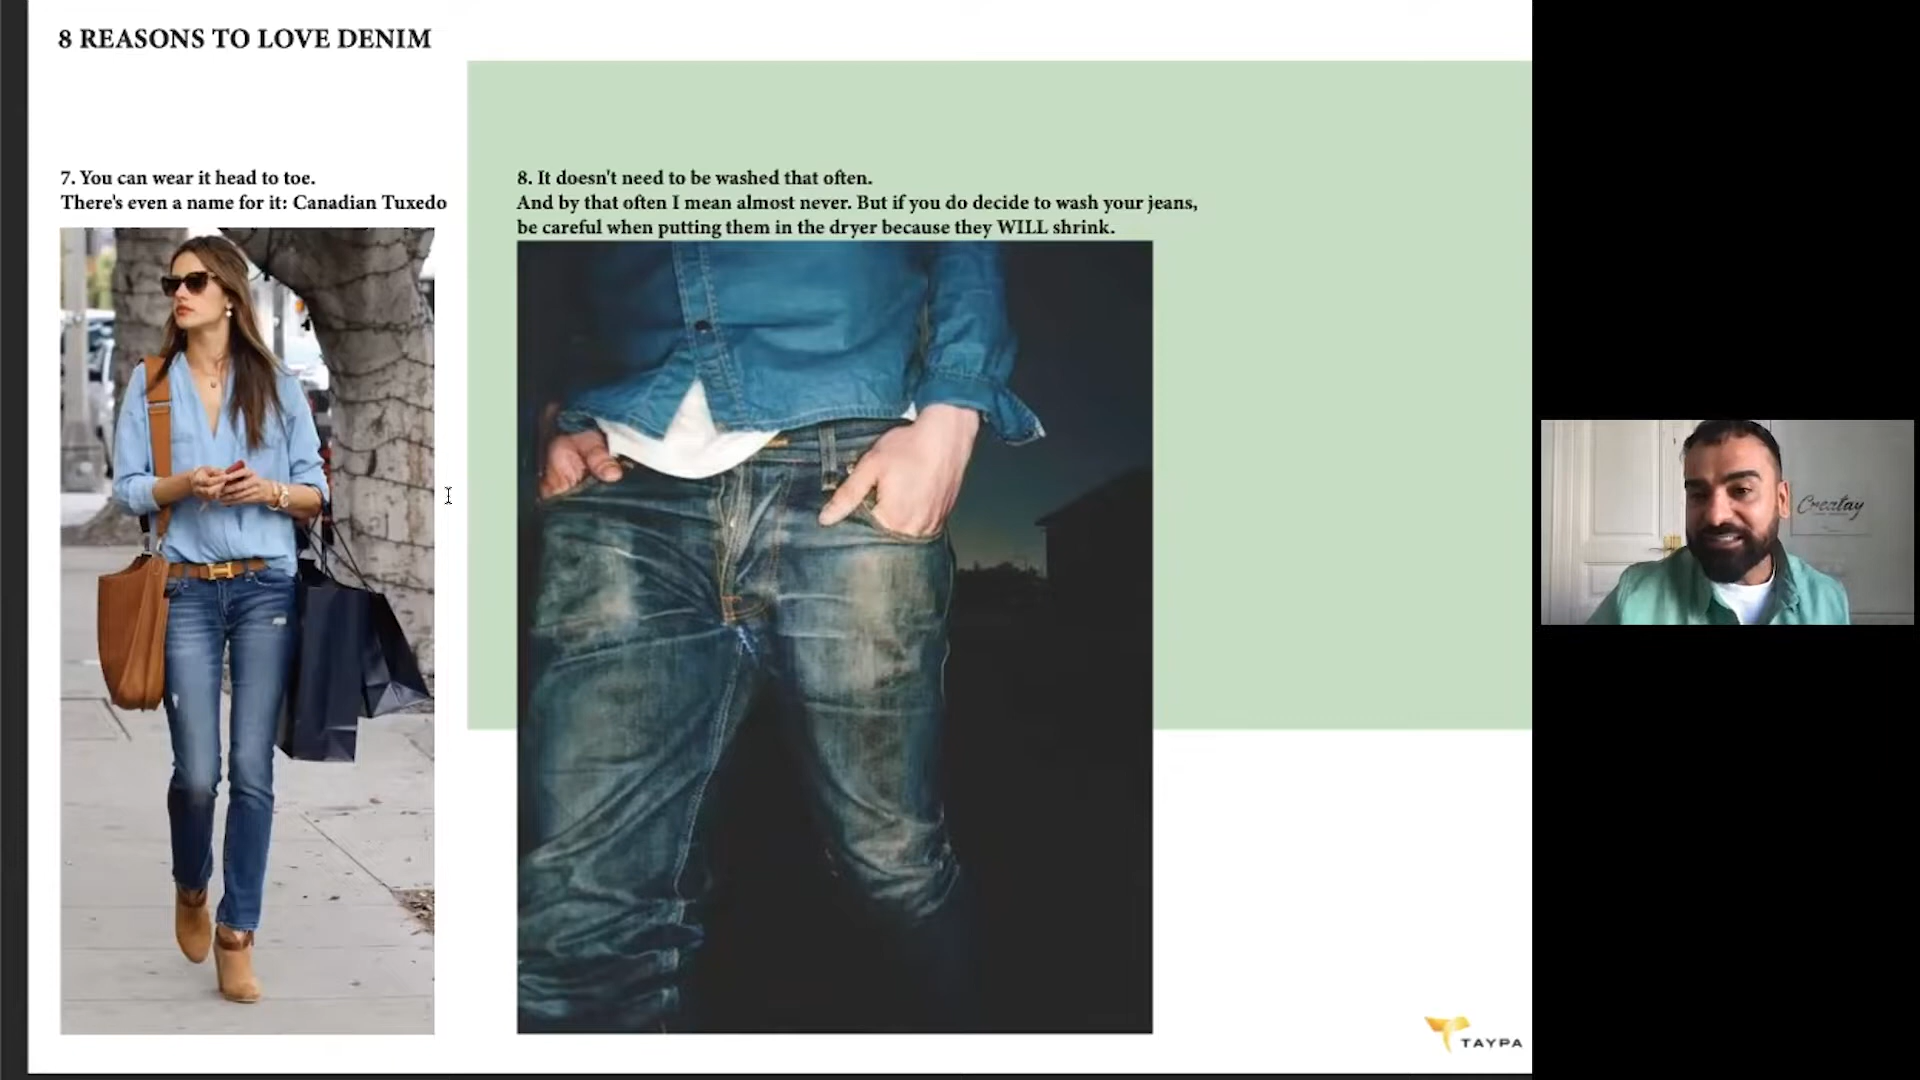 8 REASONS TO LOVE DENIM
7. You can wear it head to toe.
There's even a name for it: Canadian Tuxedo
8. It doesn't need to be washed that often.
And by that often I mean almost never. But if you do decide to wash your jeans,
be careful when putting them in the dryer because they WILL shrink.
Creatay
TAYPA